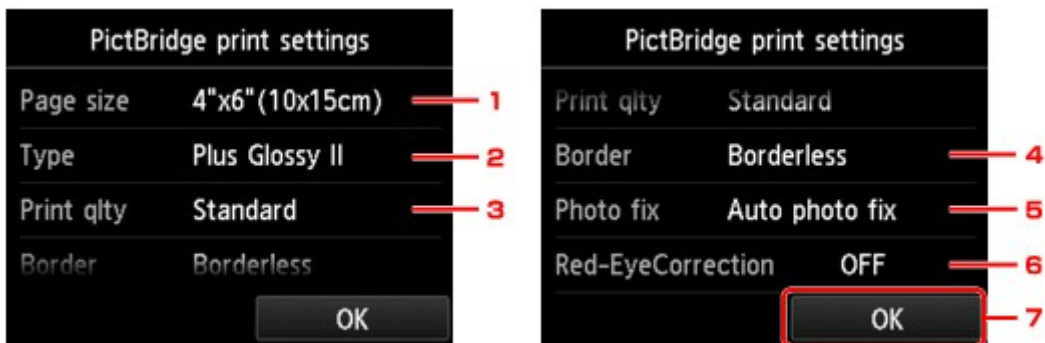 PictBridge print settings
Page size 4"x6"(10x15cm) 1
Type Plus Glossy II 2
Print qlty Standard 3
Border Borderless
OK
PictBridge print settings
Print qlty Standard
Border Borderless 4
Photo fix Auto photo fix 5
Red-EyeCorrection OFF 6
OK 7